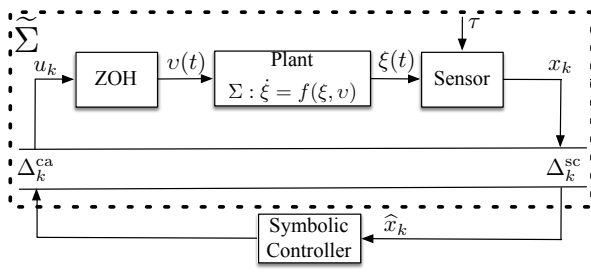 Σ̃
τ
u_k
ZOH
υ(t)
Plant
Σ : ξ̇ = f(ξ, υ)
ξ(t)
Sensor
x_k
Δ_k^ca
Δ_k^sc
Symbolic
Controller
x̂_k